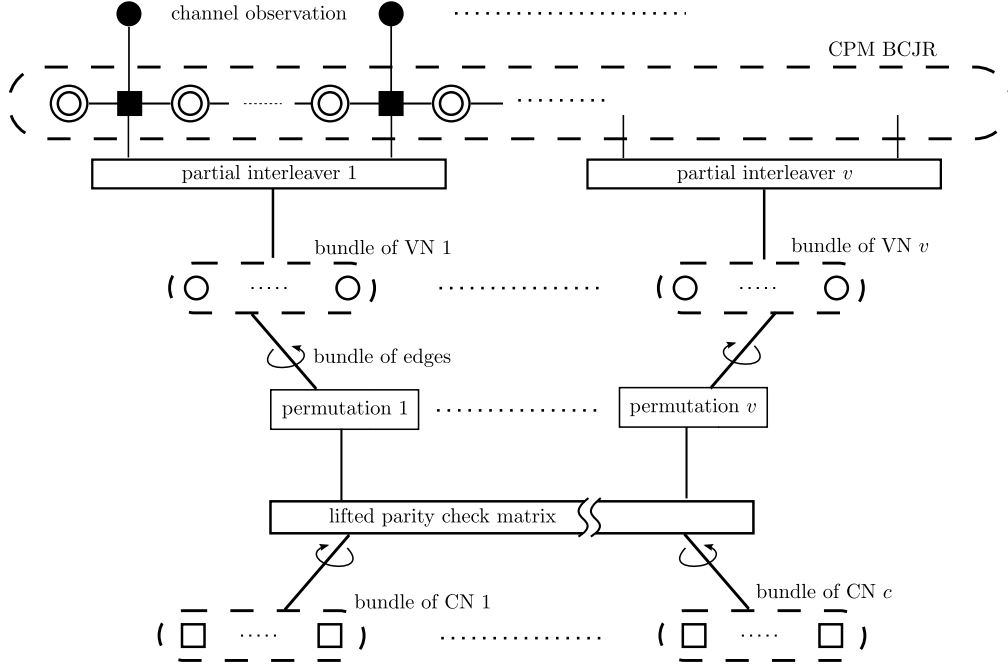 channel observation
CPM BCJR
partial interleaver 1
partial interleaver v
bundle of VN 1
bundle of VN v
bundle of edges
permutation 1
permutation v
lifted parity check matrix
bundle of CN 1
bundle of CN c